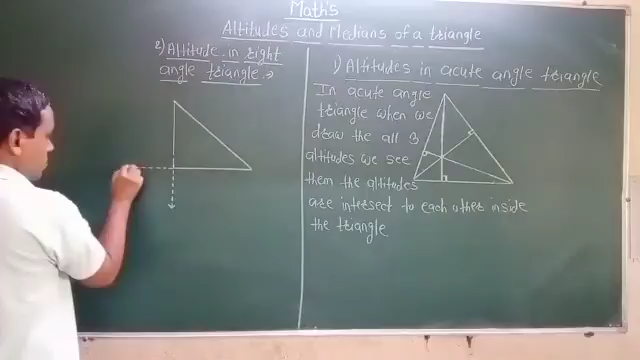 Math's
Altitudes and Medians of a triangle
2) Altitude in right
angle triangle :→
1) Altitudes in acute angle triangle
In acute angle
triangle when we
draw the all 3
altitudes we see
them the altitudes
are intersect to each other inside
the triangle